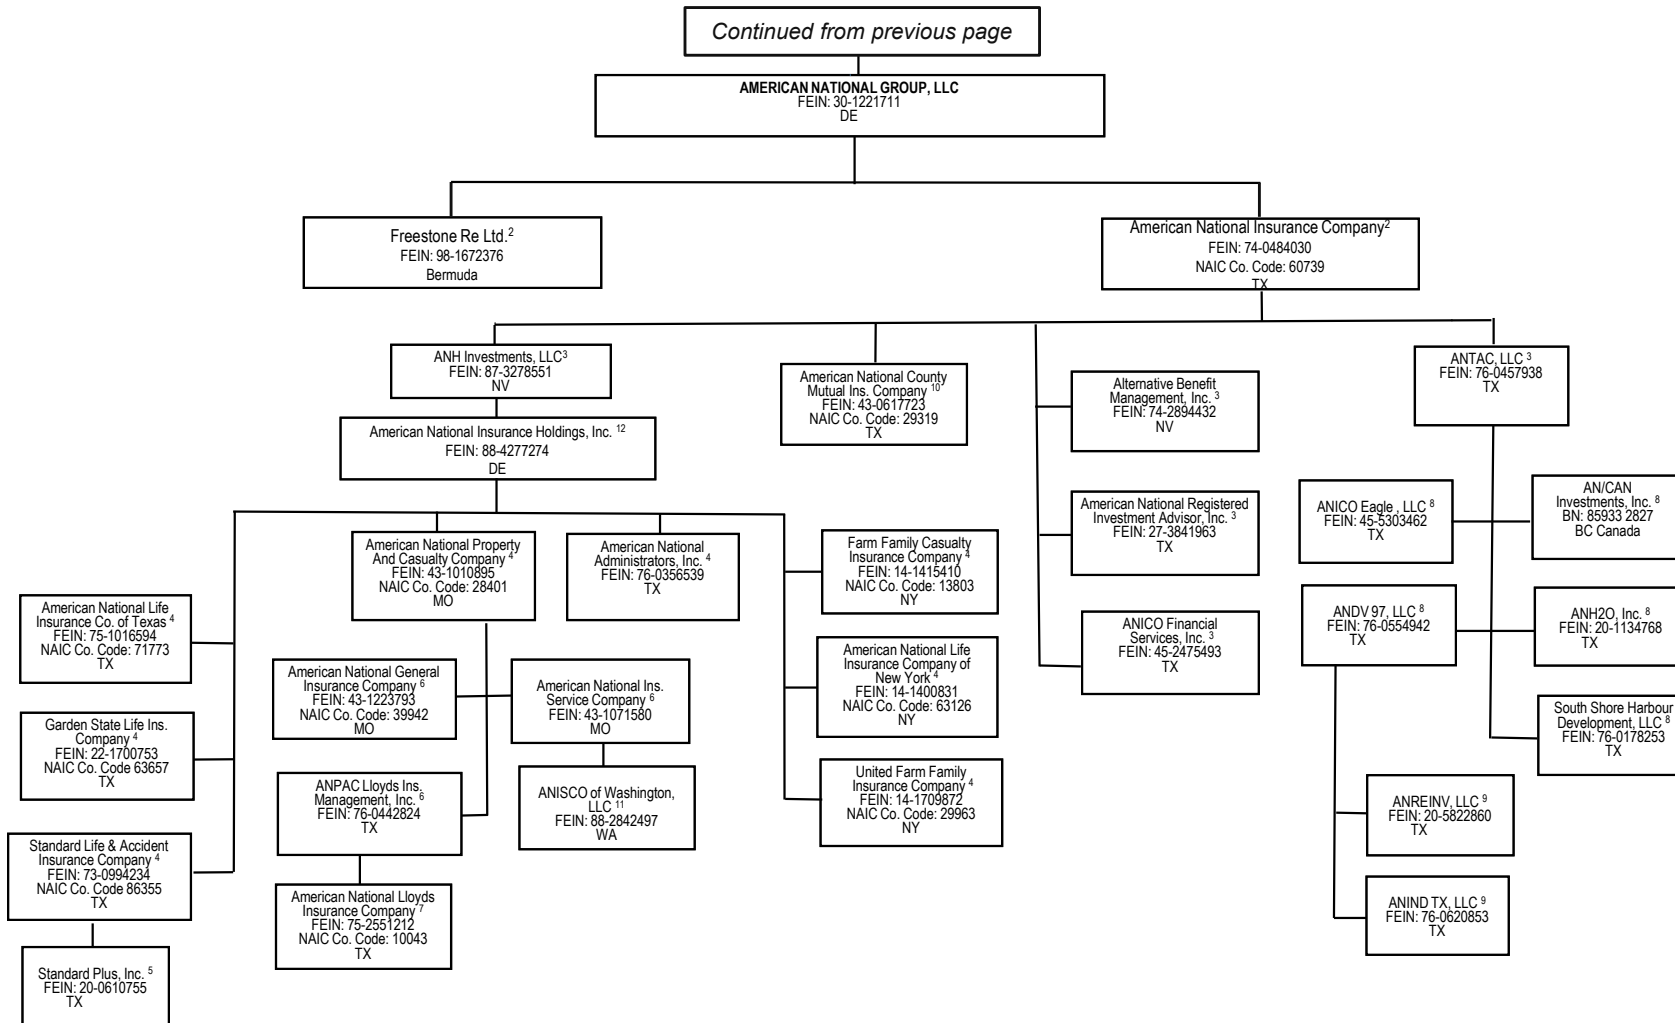 Continued from previous page
AMERICAN NATIONAL GROUP, LLC
FEIN: 30-1221711
DE
Freestone Re Ltd.2
FEIN: 98-1672376
Bermuda
American National Insurance Company2
FEIN: 74-0484030
NAIC Co. Code: 60739
TX
ANH Investments, LLC3
FEIN: 87-3278551
NV
American National Insurance Holdings, Inc. 12
FEIN: 88-4277274
DE
American National County
Mutual Ins. Company 10
FEIN: 43-0617723
NAIC Co. Code: 29319
TX
Alternative Benefit
Management, Inc. 3
FEIN: 74-2894432
NV
American National Registered
Investment Advisor, Inc. 3
FEIN: 27-3841963
TX
ANICO Financial
Services, Inc. 3
FEIN: 45-2475493
TX
ANTAC, LLC 3
FEIN: 76-0457938
TX
ANICO Eagle , LLC 8
FEIN: 45-5303462
TX
AN/CAN
Investments, Inc. 8
BN: 85933 2827
BC Canada
ANDV 97, LLC 8
FEIN: 76-0554942
TX
ANH2O, Inc. 8
FEIN: 20-1134768
TX
South Shore Harbour
Development, LLC 8
FEIN: 76-0178253
TX
ANREINV, LLC 9
FEIN: 20-5822860
TX
ANIND TX, LLC 9
FEIN: 76-0620853
TX
American National Property
And Casualty Company 4
FEIN: 43-1010895
NAIC Co. Code: 28401
MO
American National
Administrators, Inc. 4
FEIN: 76-0356539
TX
Farm Family Casualty
Insurance Company 4
FEIN: 14-1415410
NAIC Co. Code: 13803
NY
American National Life
Insurance Company of
New York 4
FEIN: 14-1400831
NAIC Co. Code: 63126
NY
United Farm Family
Insurance Company 4
FEIN: 14-1709872
NAIC Co. Code: 29963
NY
American National Life
Insurance Co. of Texas 4
FEIN: 75-1016594
NAIC Co. Code: 71773
TX
Garden State Life Ins.
Company 4
FEIN: 22-1700753
NAIC Co. Code 63657
TX
Standard Life & Accident
Insurance Company 4
FEIN: 73-0994234
NAIC Co. Code 86355
TX
Standard Plus, Inc. 5
FEIN: 20-0610755
TX
American National General
Insurance Company 6
FEIN: 43-1223793
NAIC Co. Code: 39942
MO
American National Ins.
Service Company 6
FEIN: 43-1071580
MO
ANPAC Lloyds Ins.
Management, Inc. 6
FEIN: 76-0442824
TX
ANISCO of Washington,
LLC 11
FEIN: 88-2842497
WA
American National Lloyds
Insurance Company 7
FEIN: 75-2551212
NAIC Co. Code: 10043
TX